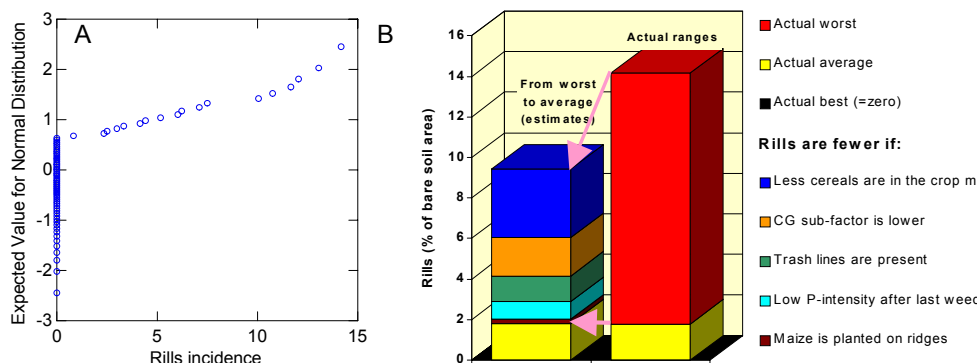 A
Expected Value for Normal Distribution
3
2
1
0
-1
-2
-3
0
5
10
15
Rills incidence
B
Rills (% of bare soil area)
16
14
12
10
8
6
4
2
0
Actual ranges
From worst
to average
(estimates)
Actual worst
Actual average
Actual best (=zero)
Rills are fewer if:
Less cereals are in the crop m
CG sub-factor is lower
Trash lines are present
Low P-intensity after last weed
Maize is planted on ridges